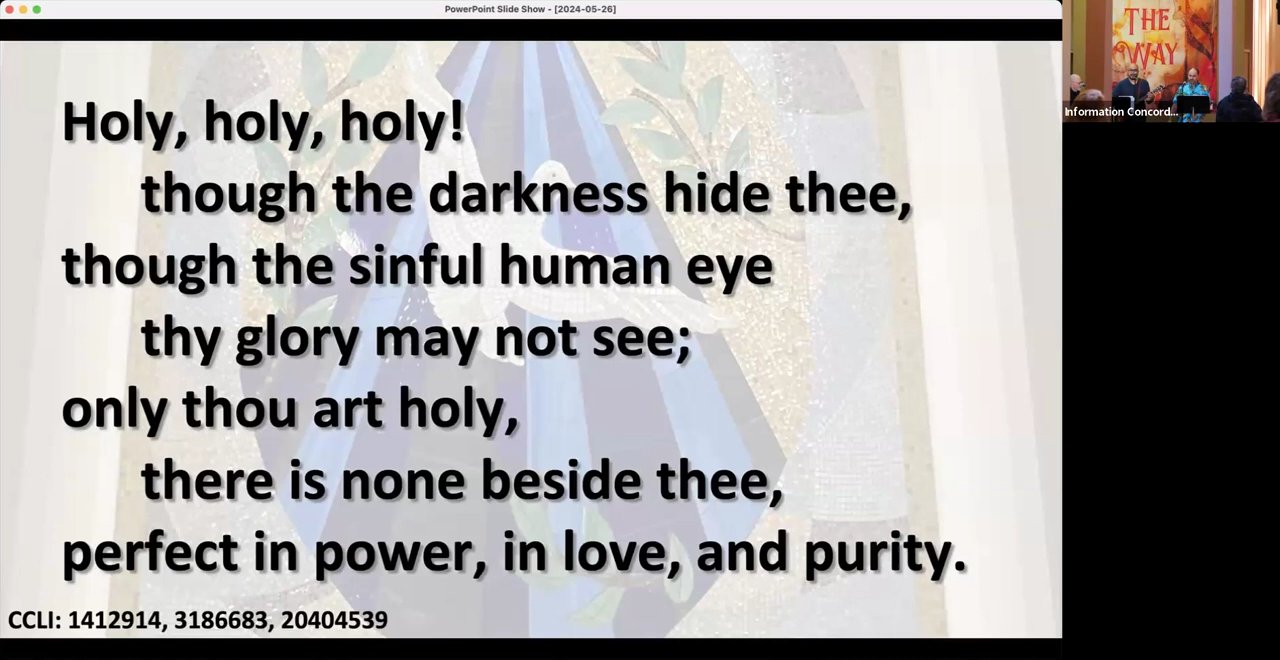 PowerPoint Slide Show - [2024-05-26]
Holy, holy, holy!
though the darkness hide thee,
though the sinful human eye
thy glory may not see;
only thou art holy,
there is none beside thee,
perfect in power, in love, and purity.
CCLI: 1412914, 3186683, 20404539
THE
WAY
Information Concord...